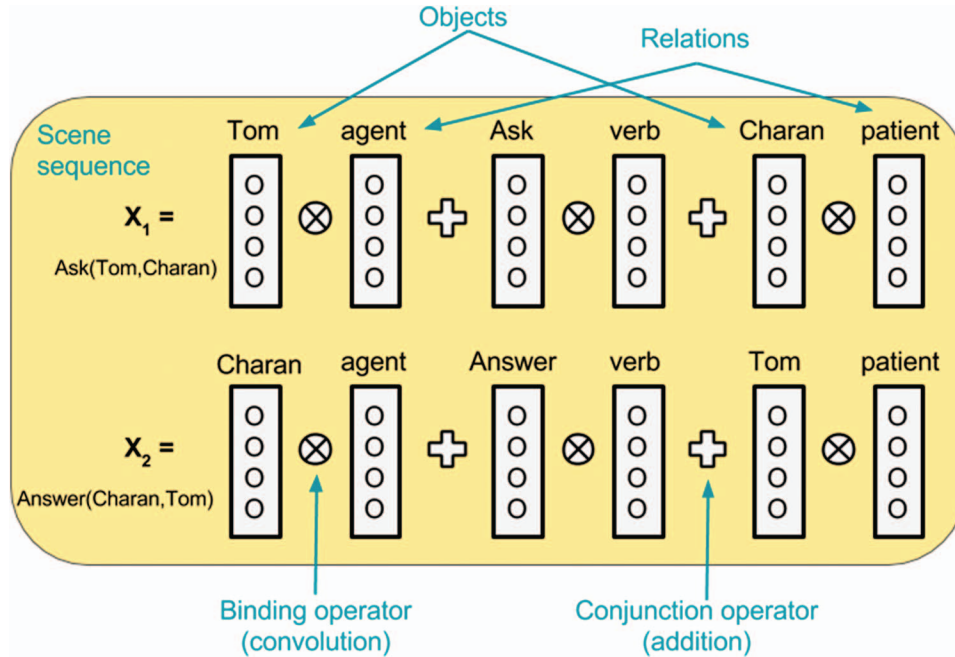 Objects
Relations
Scene
sequence
Tom agent Ask verb Charan patient
X₁ =
Ask(Tom,Charan)
Charan agent Answer verb Tom patient
X₂ =
Answer(Charan,Tom)
Binding operator
(convolution)
Conjunction operator
(addition)